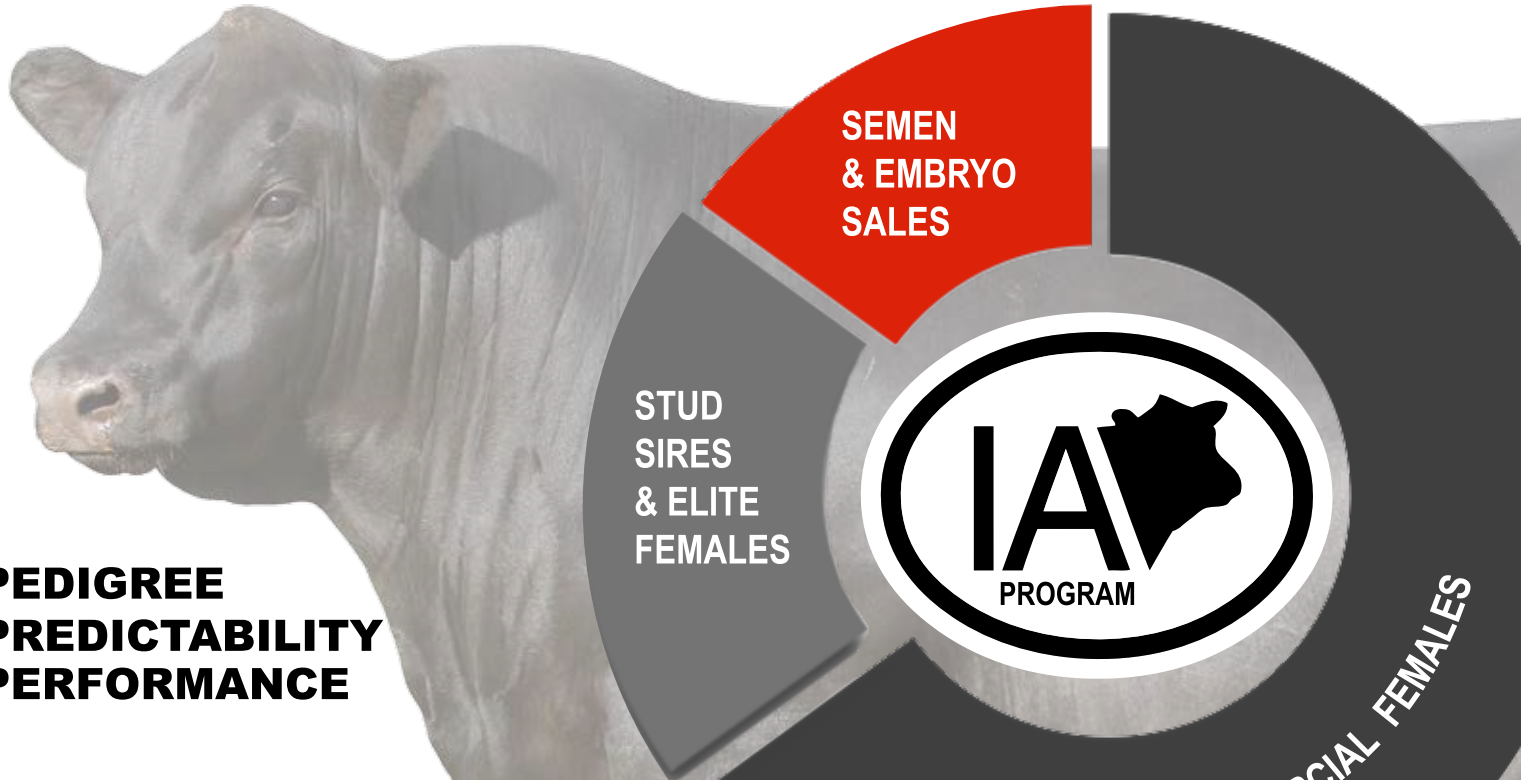 SEMEN
& EMBRYO
SALES
STUD
SIRES
& ELITE
FEMALES
IA
PROGRAM
PEDIGREE
PREDICTABILITY
PERFORMANCE
FEMALES